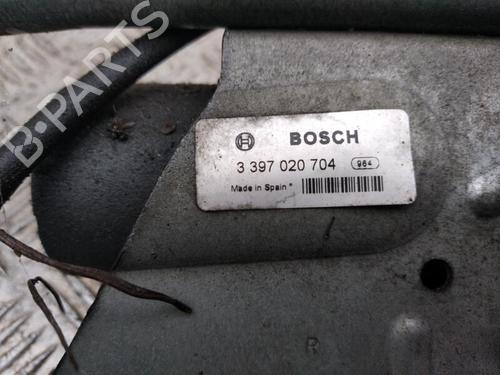 B-PARTS
BOSCH
3 397 020 704 964
Made in Spain
R